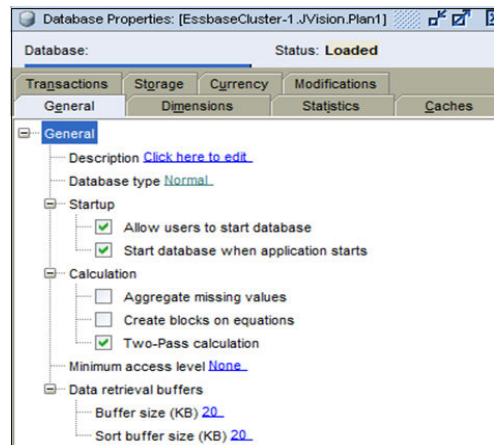 Database Properties: [EssbaseCluster-1.JVision.Plan1]
Database: Status: Loaded
Transactions Storage Currency Modifications
General Dimensions Statistics Caches
General
Description Click here to edit
Database type Normal
Startup
Allow users to start database
Start database when application starts
Calculation
Aggregate missing values
Create blocks on equations
Two-Pass calculation
Minimum access level None
Data retrieval buffers
Buffer size (KB) 20
Sort buffer size (KB) 20